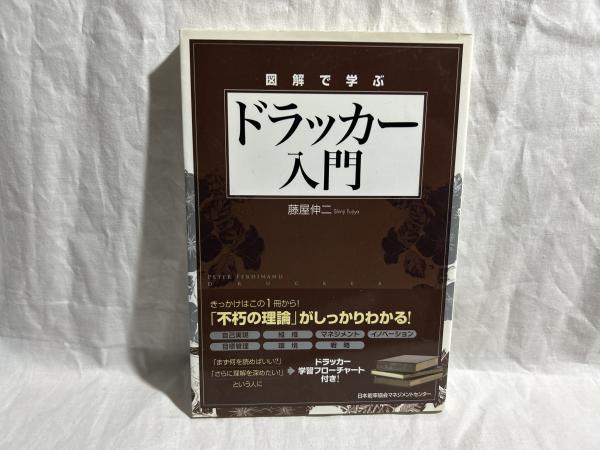 図解で学ぶ
ドラッカー
入門
藤屋伸二 Shinji Fujiya
PETER FERDINAND
DRUCKER
きっかけはこの1冊から!
「不朽の理論」がしっかりわかる!
自己実現 組織 マネジメント イノベーション
目標管理 環境 戦略
「まず何を読めばいい?」
「さらに理解を深めたい!」
という人に
ドラッカー
学習フローチャート
付き!
日本能率協会マネジメントセンター